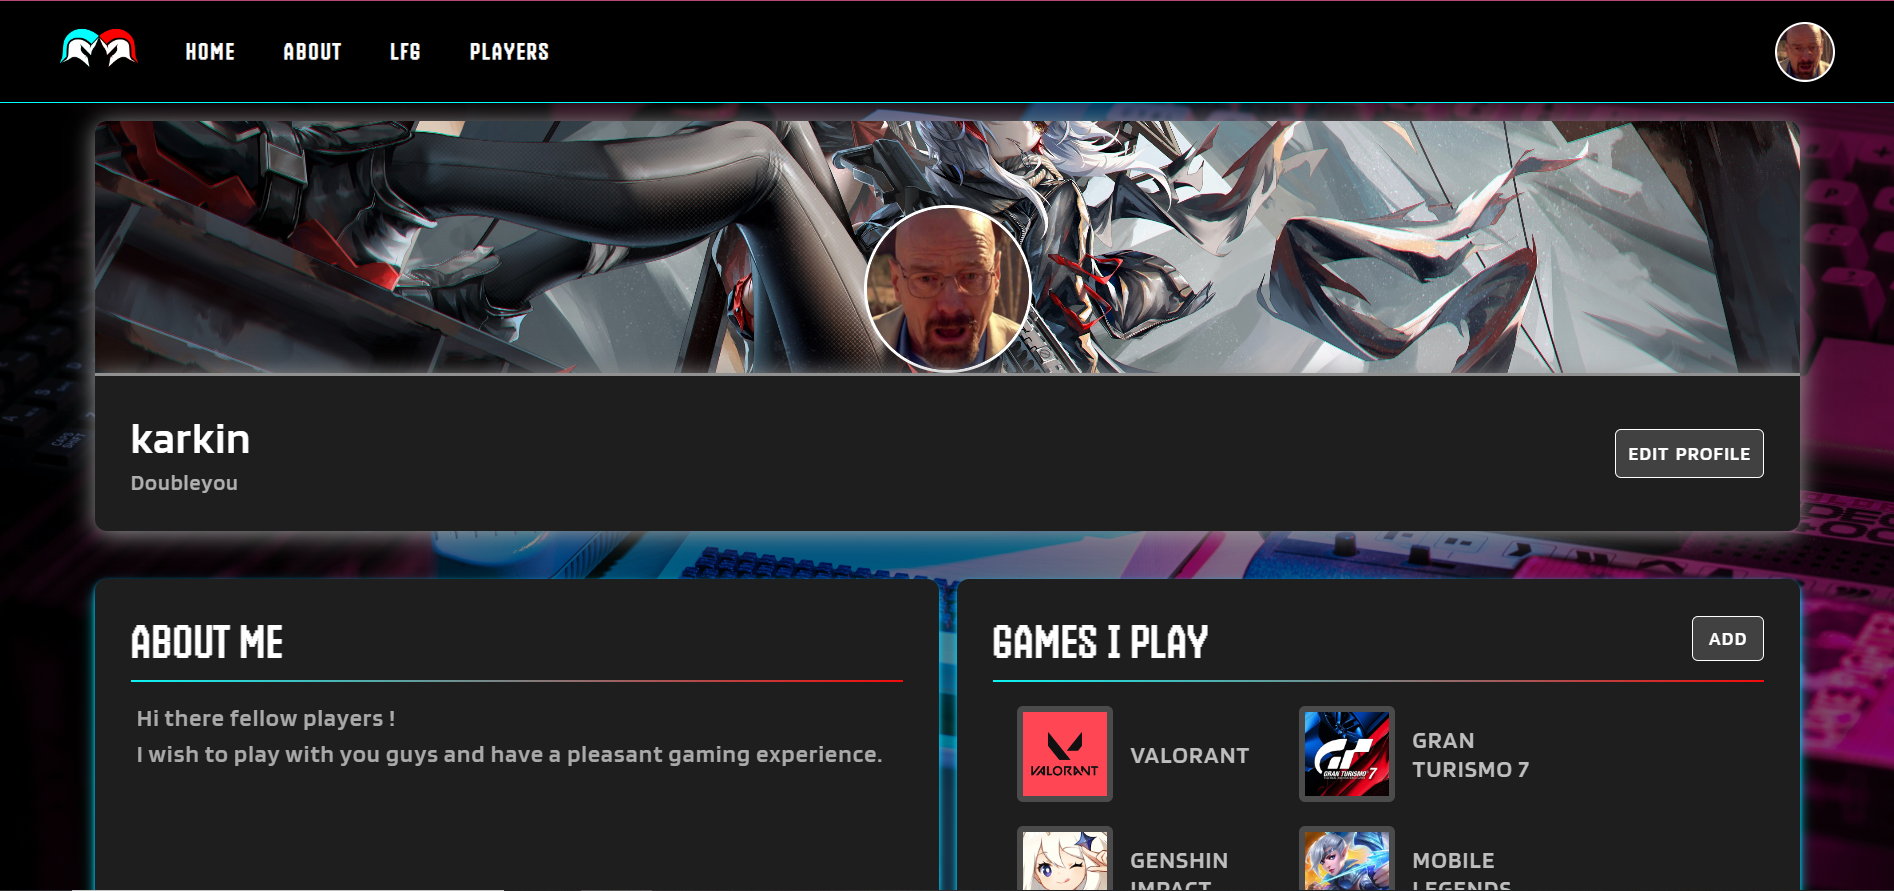 HOME
ABOUT
LFG
PLAYERS
karkin
Doubleyou
EDIT PROFILE
ABOUT ME
Hi there fellow players !
I wish to play with you guys and have a pleasant gaming experience.
GAMES I PLAY
ADD
VALORANT
VALORANT
GRAN TURISMO 7
GRAN
TURISMO 7
GENSHIN
IMPACT
MOBILE
LEGENDS